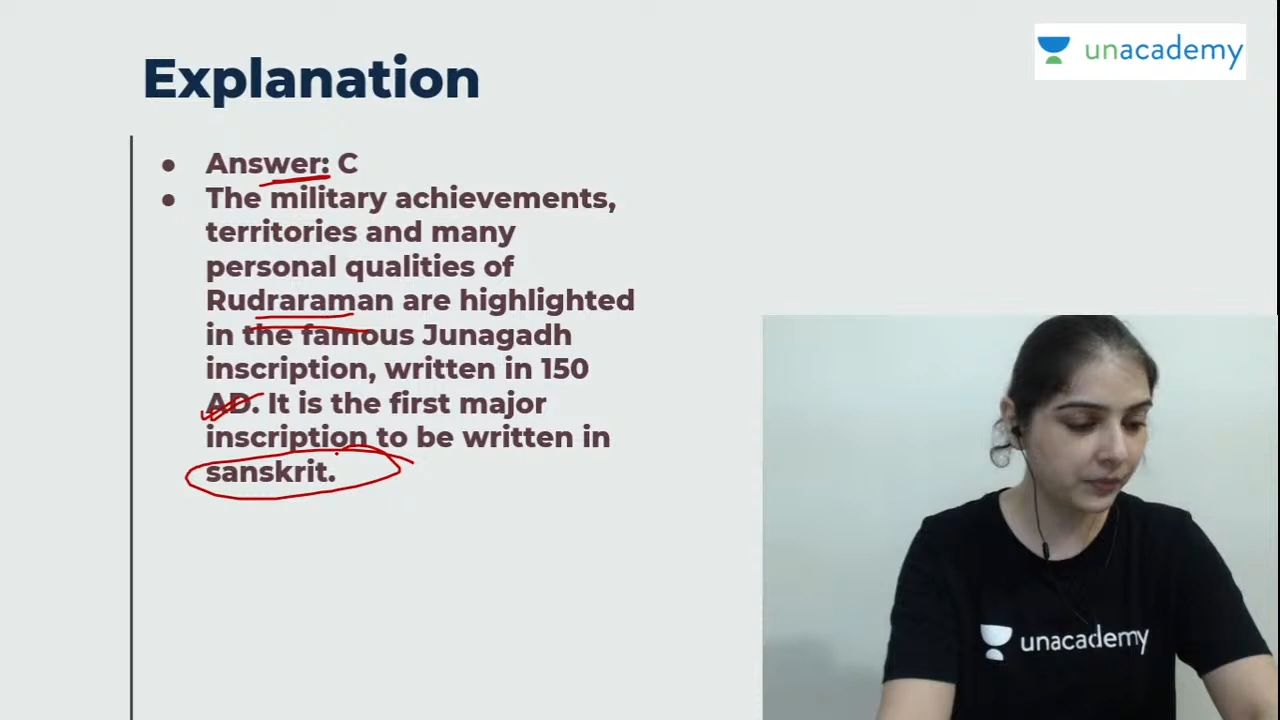 unacademy
Explanation
● Answer: C
● The military achievements,
territories and many
personal qualities of
Rudraraman are highlighted
in the famous Junagadh
inscription, written in 150
AD. It is the first major
inscription to be written in
sanskrit.
unacademy